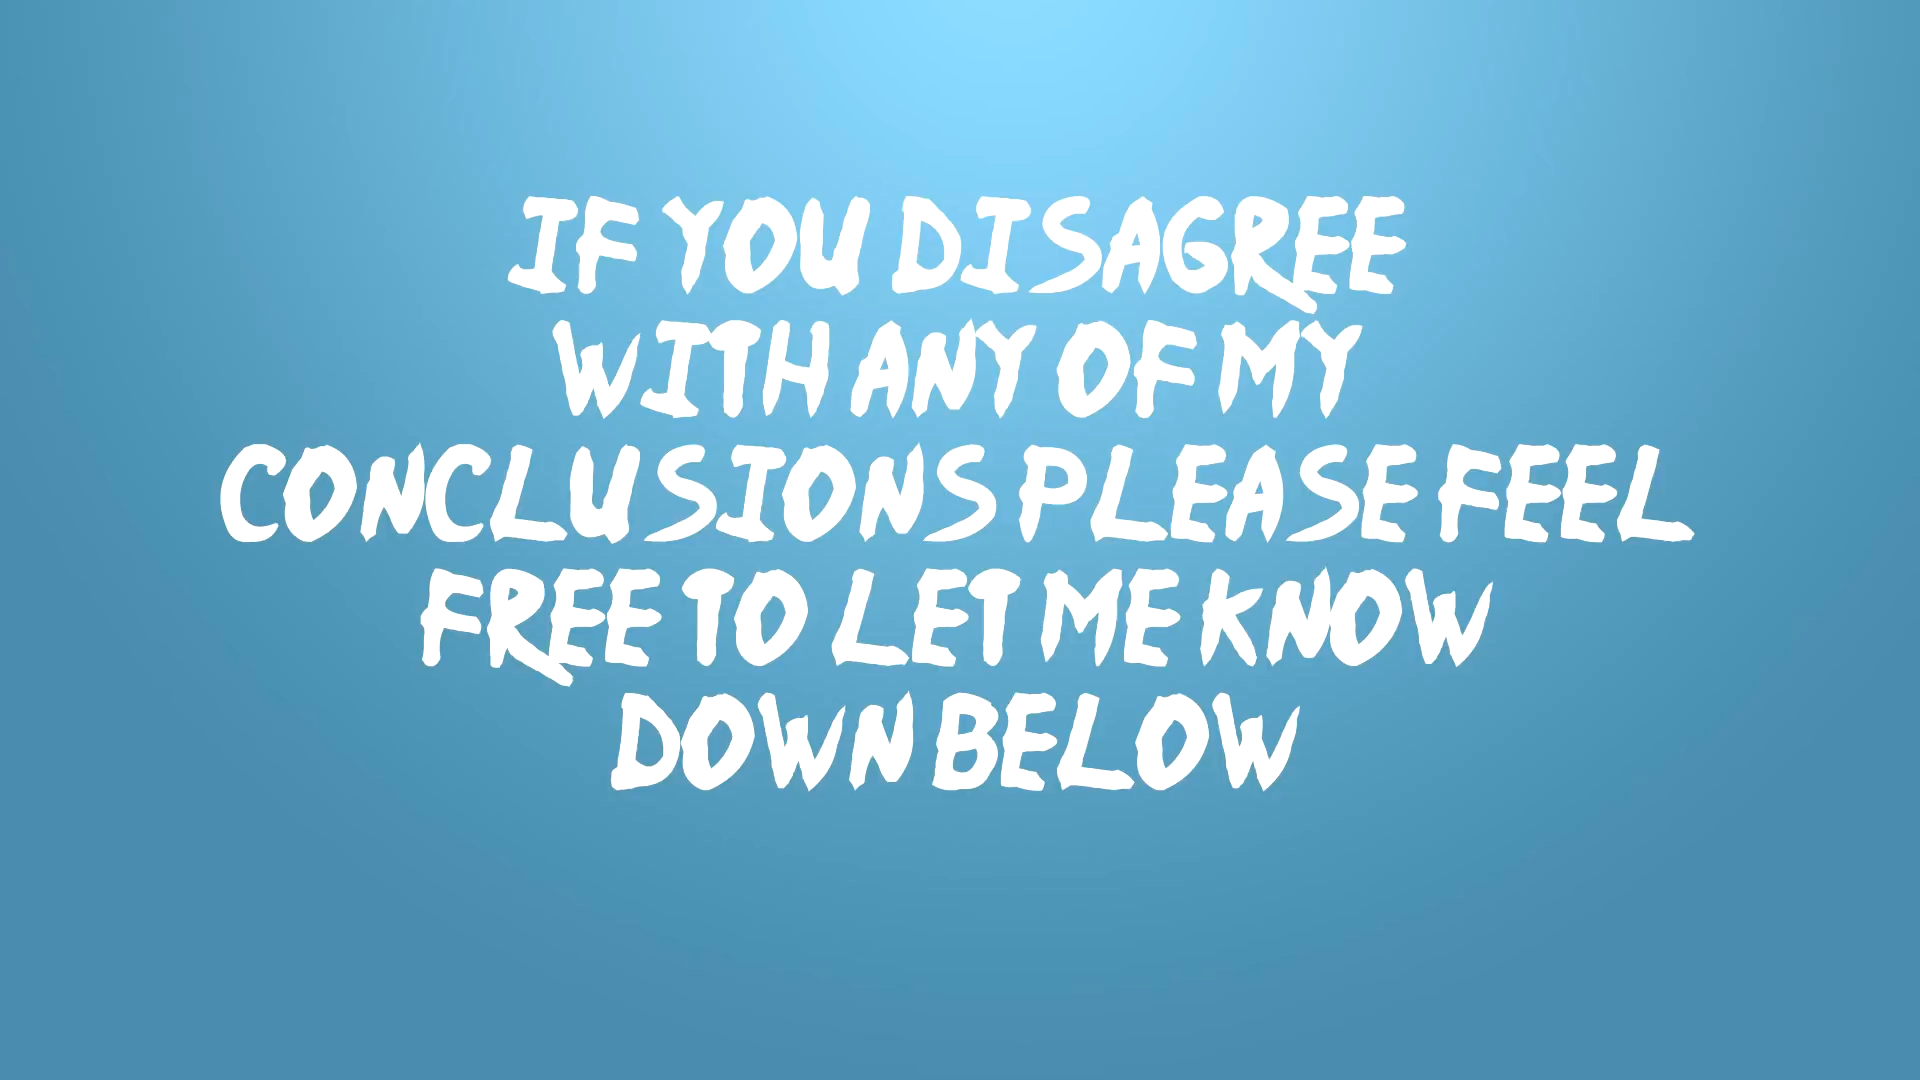 IF YOU DISAGREE
WITH ANY OF MY
CONCLUSIONS PLEASE FEEL
FREE TO LET ME KNOW
DOWN BELOW